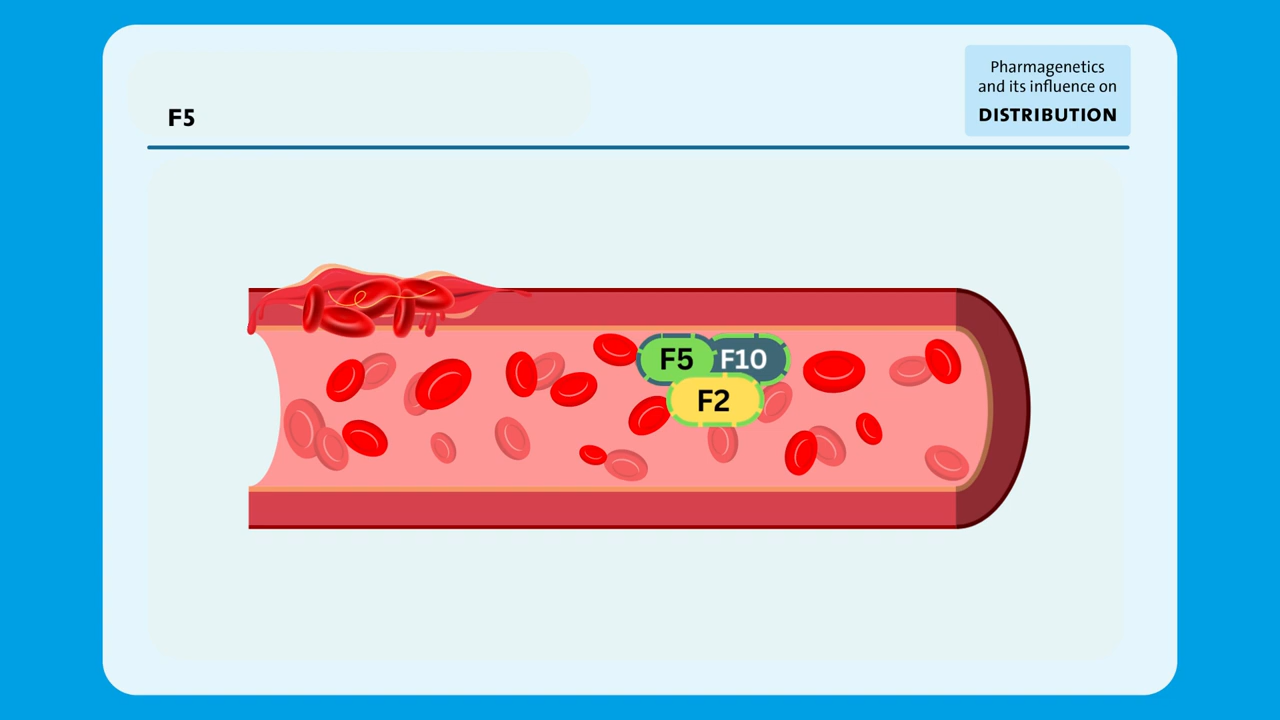 Pharmagenetics
and its influence on
DISTRIBUTION
F5
F5
F10
F2